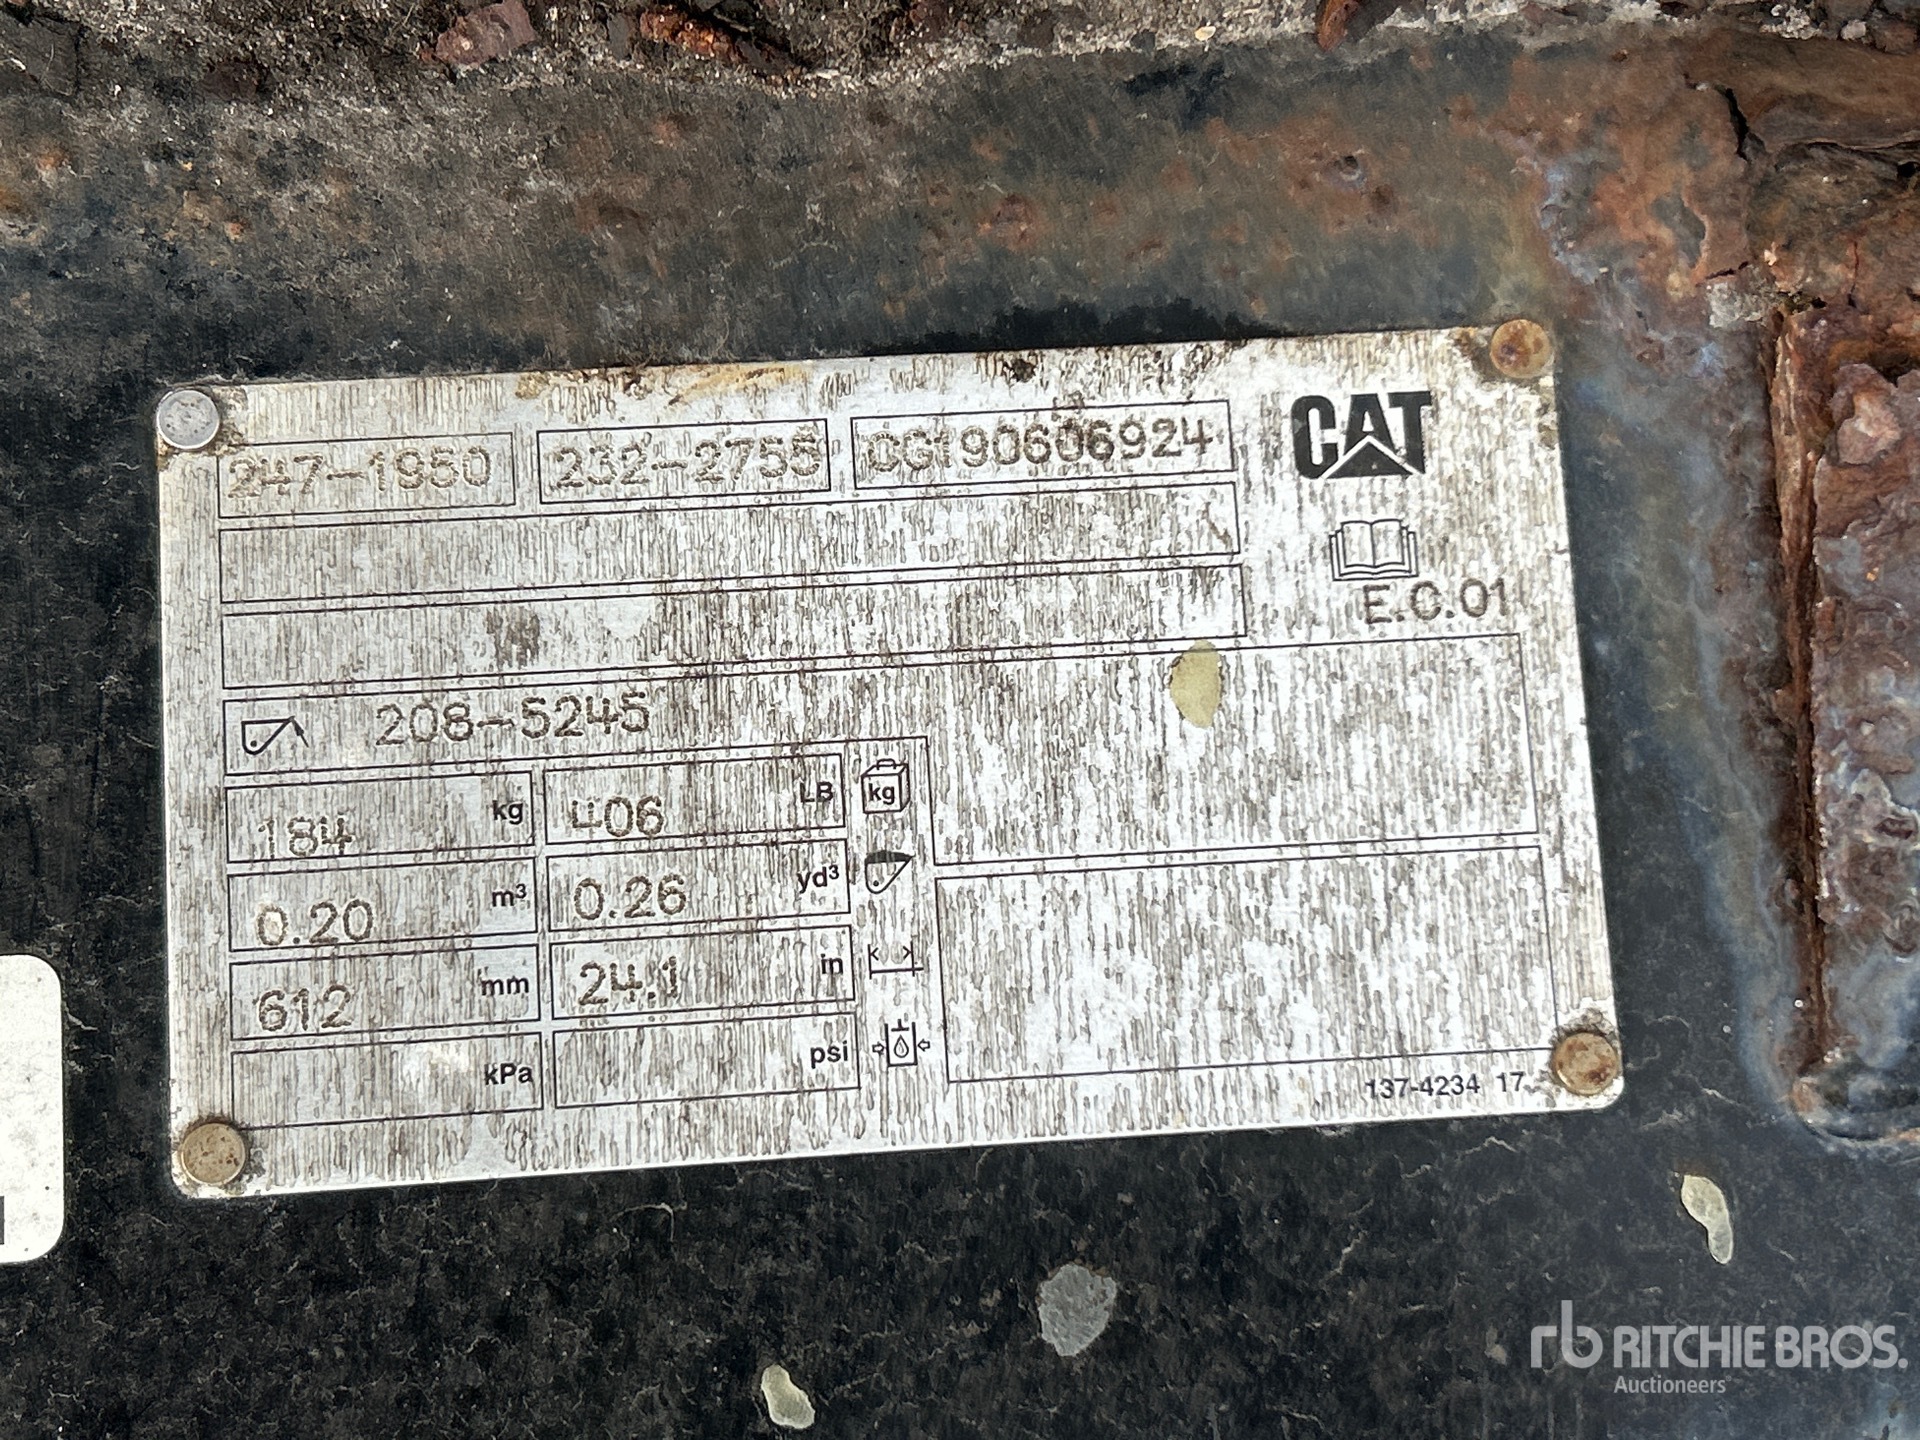 247-1950 232-2755 CG190606924 CAT
E.C.01
208-5245
184 kg 406 LB kg
0.20 m³ 0.26 yd³
612 mm 24.1 in
kPa psi
137-4234 17
rb RITCHIE BROS.
Auctioneers